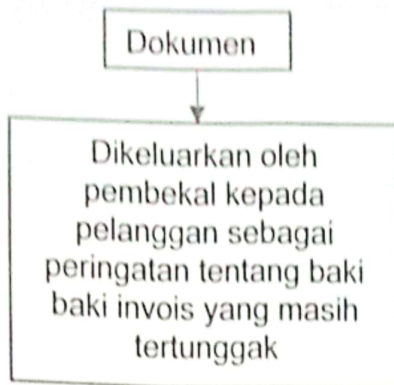 Dokumen
Dikeluarkan oleh
pembekal kepada
pelanggan sebagai
peringatan tentang baki
baki invois yang masih
tertunggak